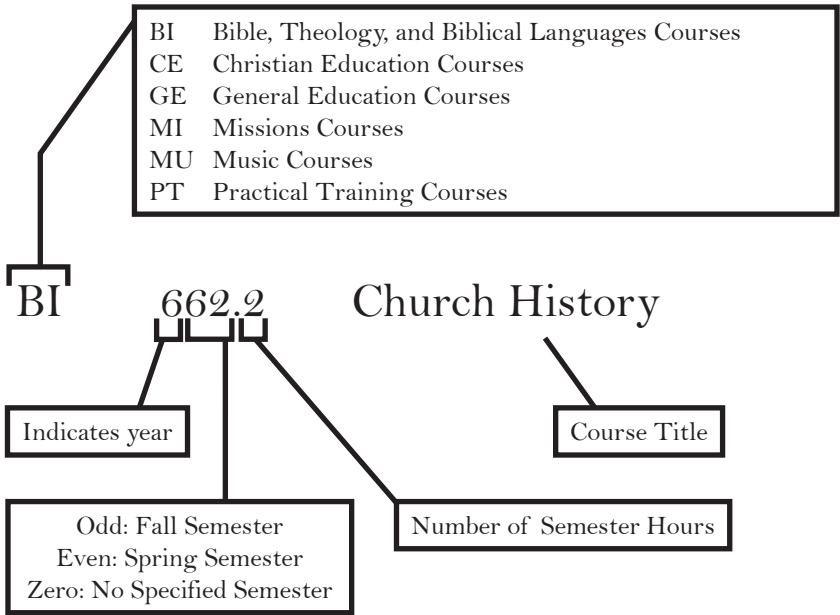 BI Bible, Theology, and Biblical Languages Courses
CE Christian Education Courses
GE General Education Courses
MI Missions Courses
MU Music Courses
PT Practical Training Courses
BI 662.2 Church History
Indicates year
Course Title
Odd: Fall Semester
Even: Spring Semester
Zero: No Specified Semester
Number of Semester Hours